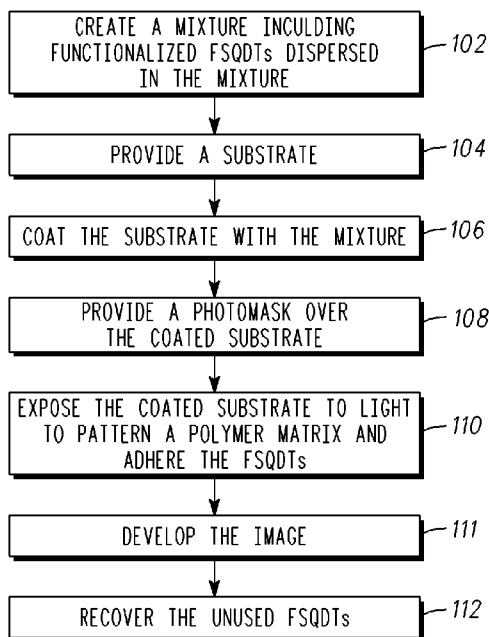 CREATE A MIXTURE INCULDING
FUNCTIONALIZED FSQDTs DISPERSED
IN THE MIXTURE
102
PROVIDE A SUBSTRATE
104
COAT THE SUBSTRATE WITH THE MIXTURE
106
PROVIDE A PHOTOMASK OVER
THE COATED SUBSTRATE
108
EXPOSE THE COATED SUBSTRATE TO LIGHT
TO PATTERN A POLYMER MATRIX AND
ADHERE THE FSQDTs
110
DEVELOP THE IMAGE
111
RECOVER THE UNUSED FSQDTs
112